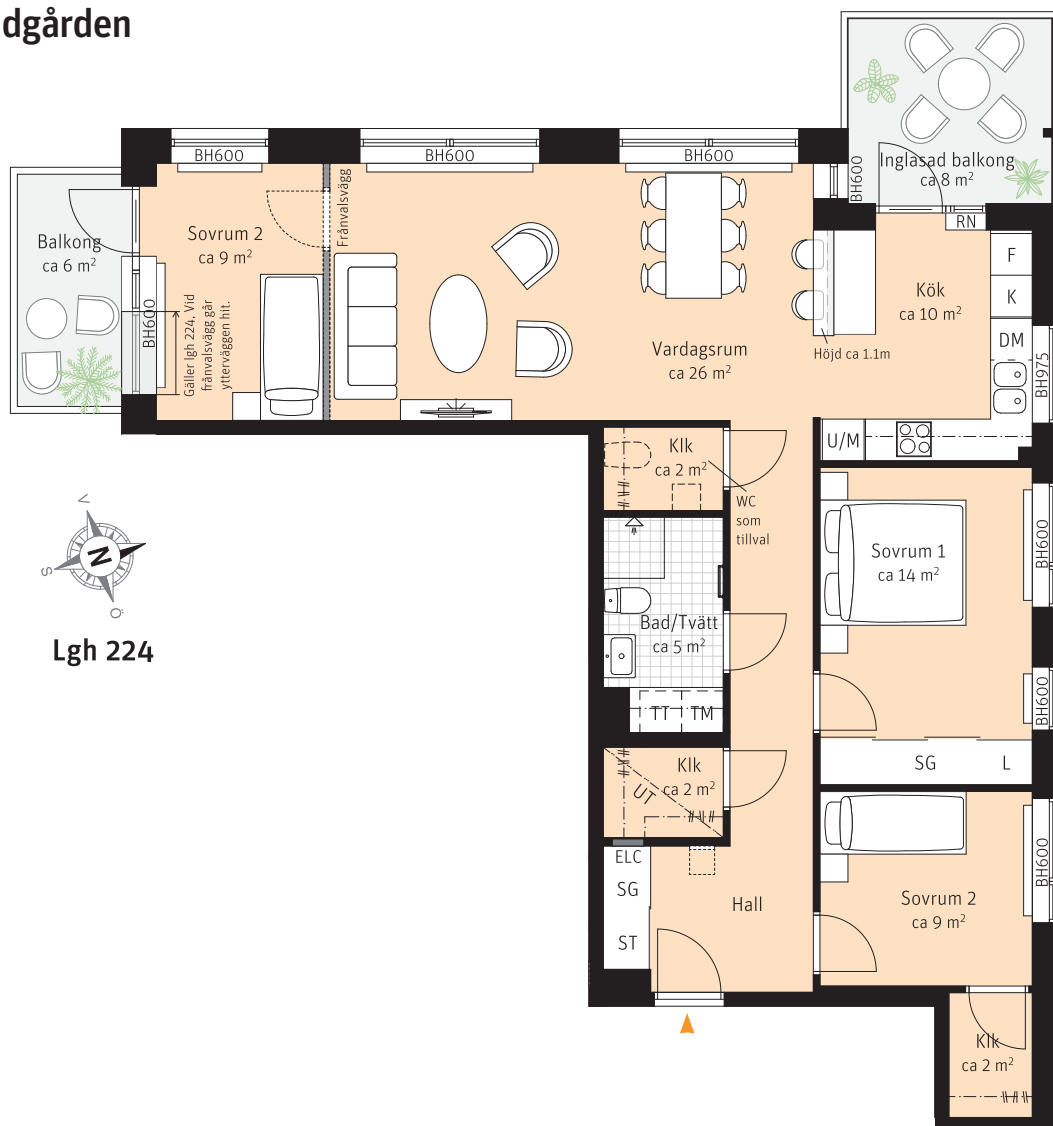 dgården
BH600
BH600
BH600
BH600
Inglasad balkong
ca 8 m²
RN
Frånvalsvägg
Balkong
ca 6 m²
Sovrum 2
ca 9 m²
BH600
Gäller lgh 224. Vid
frånvalsvägg går
ytterväggen hit.
Vardagsrum
ca 26 m²
Höjd ca 1.1m
Kök
ca 10 m²
F
K
DM
BH975
U/M
Klk
ca 2 m²
WC
som
tillval
V
N
S
Ö
Lgh 224
Bad/Tvätt
ca 5 m²
TT
TM
Sovrum 1
ca 14 m²
BH600
BH600
SG
L
Klk
ca 2 m²
UT
ELC
SG
ST
Hall
Sovrum 2
ca 9 m²
BH600
Klk
ca 2 m²